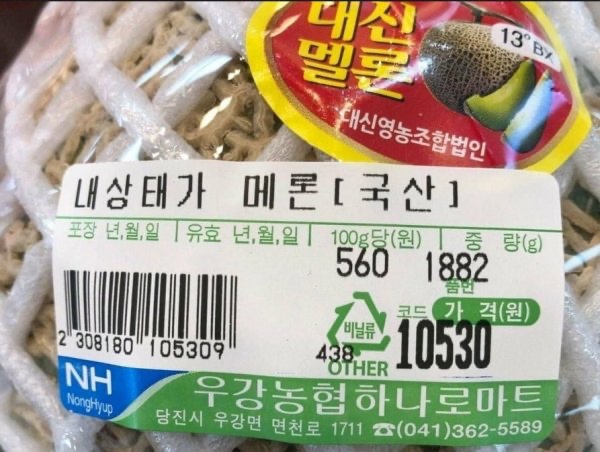 대신
멜론
13°BX
대신영농조합법인
내상태가 메론[국산]
포장 년,월,일 유효 년,월,일 100g당(원) 중 량(g)
560 1882
품번
코드 가 격(원)
비닐류
438 10530
OTHER
2 308180 105309
NH
NongHyup
우강농협하나로마트
당진시 우강면 면천로 1711 ☎(041)362-5589